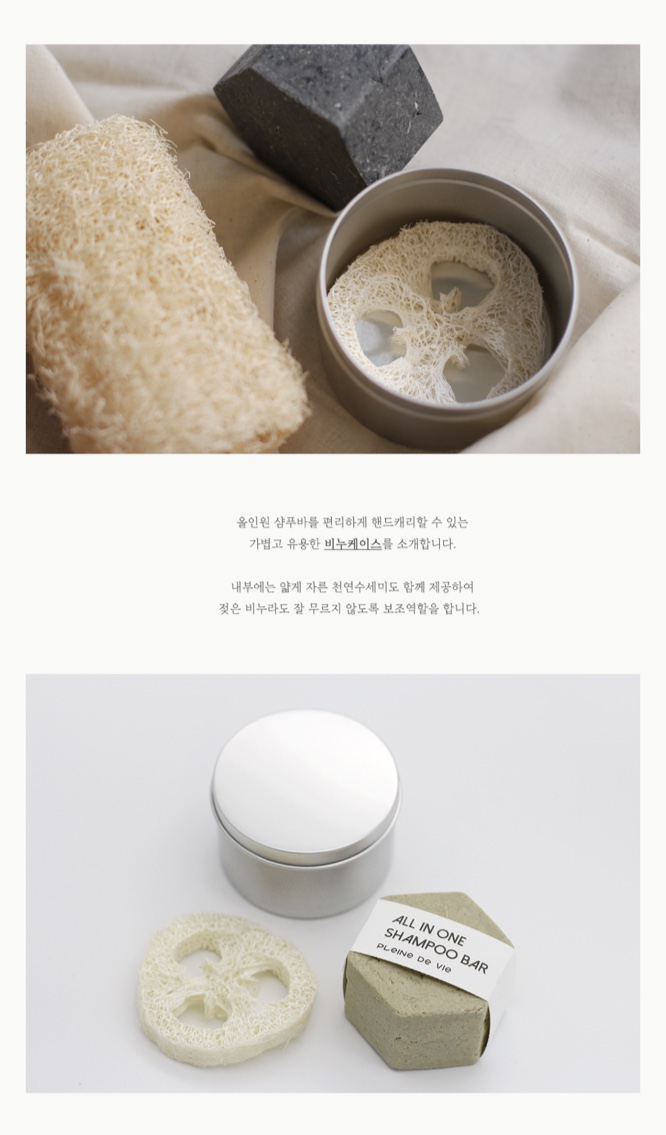 올인원 샴푸바를 편리하게 핸드캐리할 수 있는
가볍고 유용한 비누케이스를 소개합니다.
내부에는 얇게 자른 천연수세미도 함께 제공하여
젖은 비누라도 잘 무르지 않도록 보조역할을 합니다.
ALL IN ONE
SHAMPOO BAR
PLEINE DE VIE